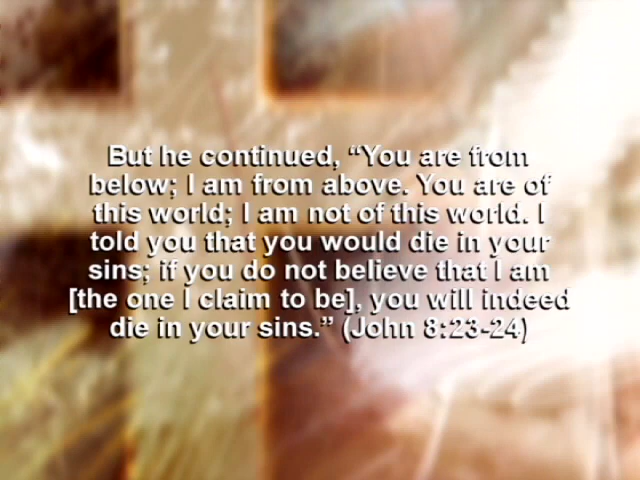 But he continued, “You are from
below; I am from above. You are of
this world; I am not of this world. I
told you that you would die in your
sins; if you do not believe that I am
[the one I claim to be], you will indeed
die in your sins.” (John 8:23-24)